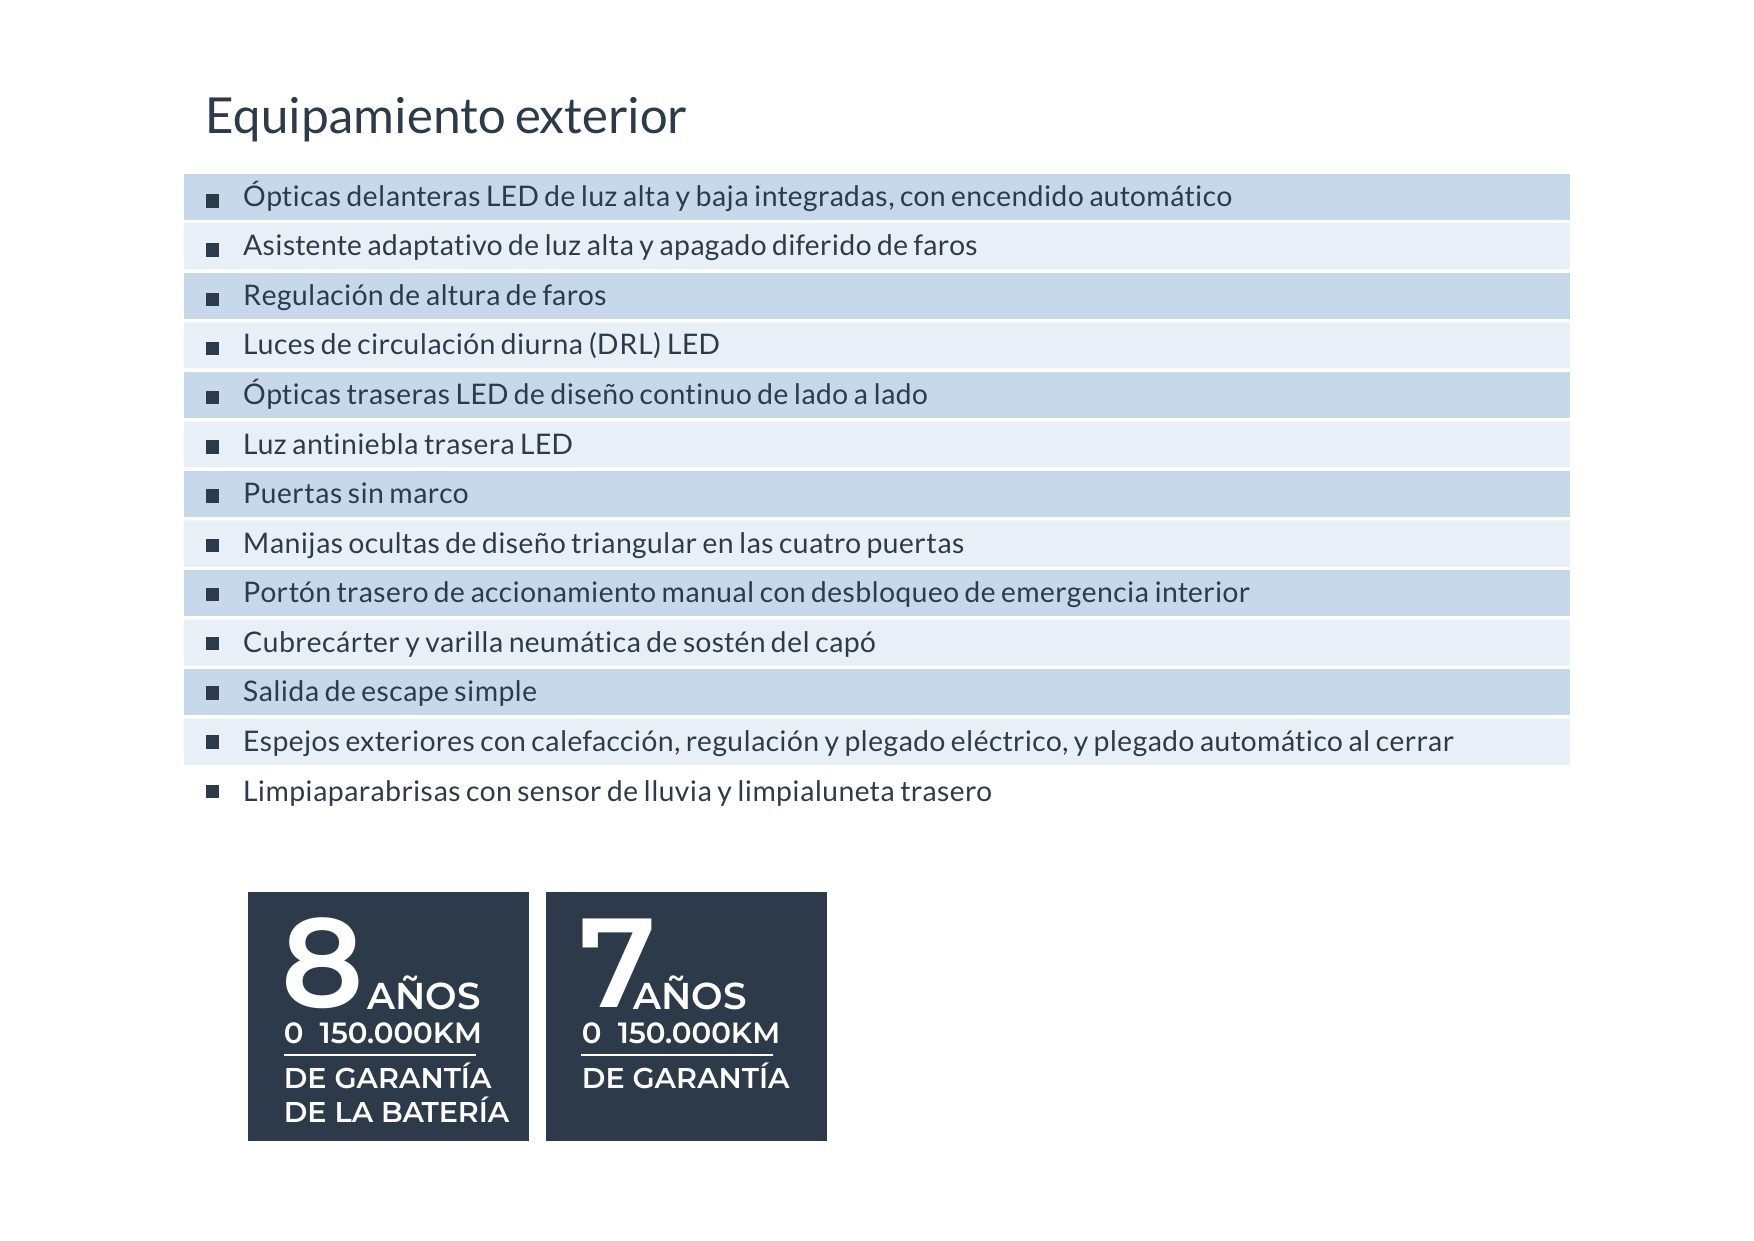 Equipamiento exterior
■ Ópticas delanteras LED de luz alta y baja integradas, con encendido automático
■ Asistente adaptativo de luz alta y apagado diferido de faros
■ Regulación de altura de faros
■ Luces de circulación diurna (DRL) LED
■ Ópticas traseras LED de diseño continuo de lado a lado
■ Luz antiniebla trasera LED
■ Puertas sin marco
■ Manijas ocultas de diseño triangular en las cuatro puertas
■ Portón trasero de accionamiento manual con desbloqueo de emergencia interior
■ Cubrecárter y varilla neumática de sostén del capó
■ Salida de escape simple
■ Espejos exteriores con calefacción, regulación y plegado eléctrico, y plegado automático al cerrar
■ Limpiaparabrisas con sensor de lluvia y limpialuneta trasero
8 AÑOS
0 150.000KM
DE GARANTÍA
DE LA BATERÍA
7 AÑOS
0 150.000KM
DE GARANTÍA